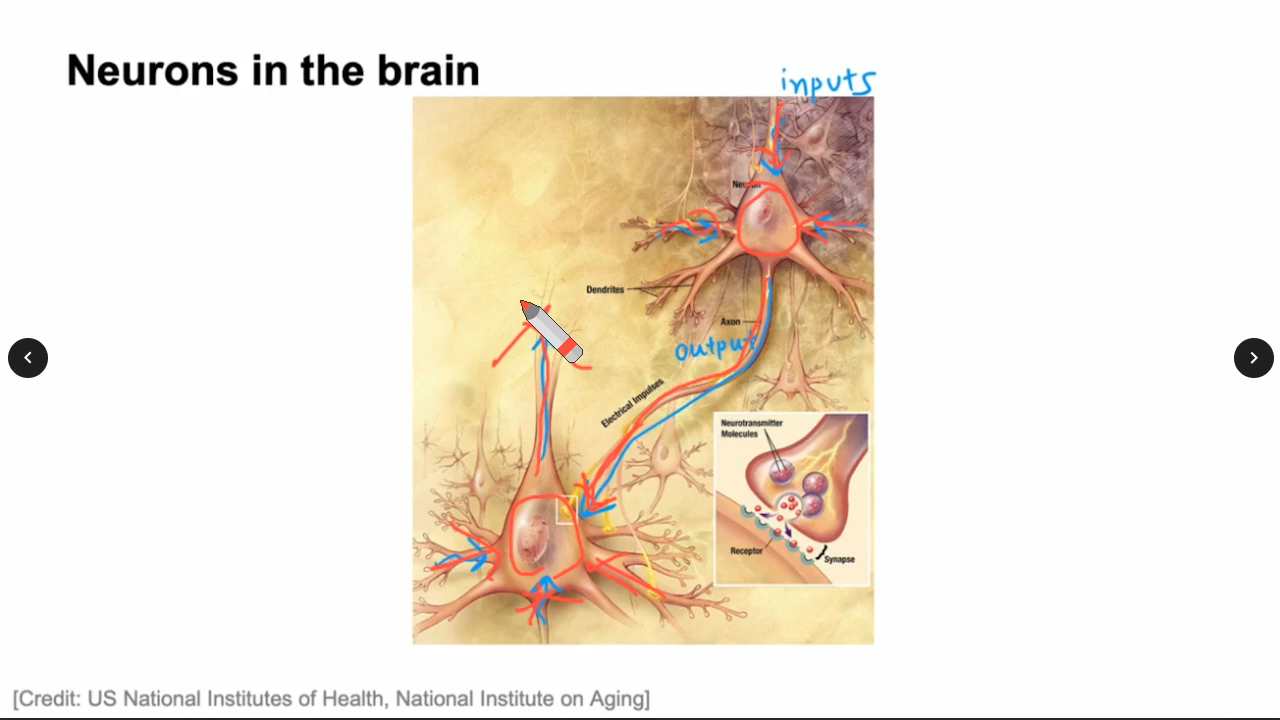 Neurons in the brain
inputs
Neuron
Dendrites
Axon
output
Electrical Impulses
Neurotransmitter
Molecules
Receptor
Synapse
[Credit: US National Institutes of Health, National Institute on Aging]